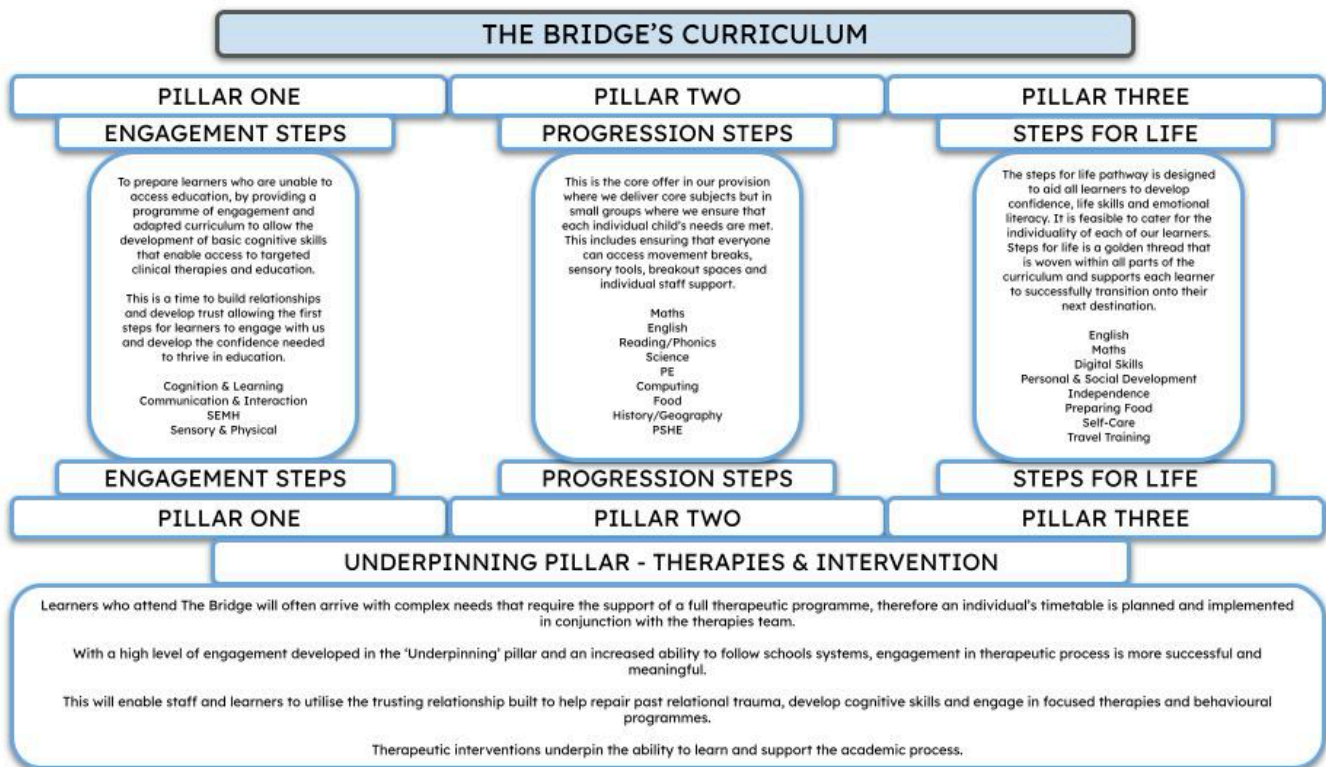 THE BRIDGE'S CURRICULUM
PILLAR ONE
PILLAR TWO
PILLAR THREE
ENGAGEMENT STEPS
PROGRESSION STEPS
STEPS FOR LIFE
To prepare learners who are unable to
access education, by providing a
programme of engagement and
adapted curriculum to allow the
development of basic cognitive skills
that enable access to targeted
clinical therapies and education.
This is a time to build relationships
and develop trust allowing the first
steps for learners to engage with us
and develop the confidence needed
to thrive in education.
Cognition & Learning
Communication & Interaction
SEMH
Sensory & Physical
This is the core offer in our provision
where we deliver core subjects but in
small groups where we ensure that
each individual child's needs are met.
This includes ensuring that everyone
can access movement breaks,
sensory tools, breakout spaces and
individual staff support.
Maths
English
Reading/Phonics
Science
PE
Computing
Food
History/Geography
PSHE
The steps for life pathway is designed
to aid all learners to develop
confidence, life skills and emotional
literacy. It is feasible to cater for the
individuality of each of our learners.
Steps for life is a golden thread that
is woven within all parts of the
curriculum and supports each learner
to successfully transition onto their
next destination.
English
Maths
Digital Skills
Personal & Social Development
Independence
Preparing Food
Self-Care
Travel Training
ENGAGEMENT STEPS
PROGRESSION STEPS
STEPS FOR LIFE
PILLAR ONE
PILLAR TWO
PILLAR THREE
UNDERPINNING PILLAR - THERAPIES & INTERVENTION
Learners who attend The Bridge will often arrive with complex needs that require the support of a full therapeutic programme, therefore an individual's timetable is planned and implemented
in conjunction with the therapies team.
With a high level of engagement developed in the 'Underpinning' pillar and an increased ability to follow schools systems, engagement in therapeutic process is more successful and
meaningful.
This will enable staff and learners to utilise the trusting relationship built to help repair past relational trauma, develop cognitive skills and engage in focused therapies and behavioural
programmes.
Therapeutic interventions underpin the ability to learn and support the academic process.